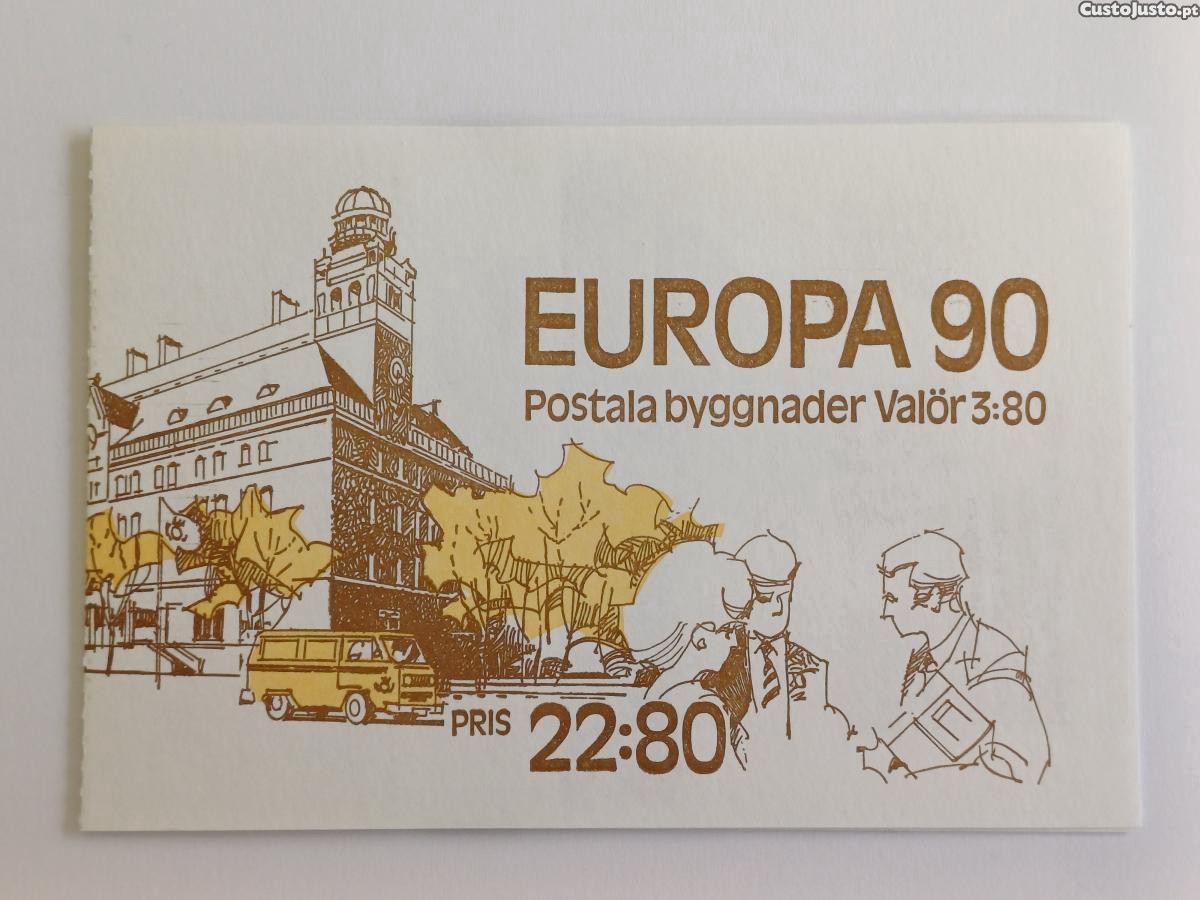 CustoJusto.pt
EUROPA 90
Postala byggnader Valör 3:80
PRIS 22:80